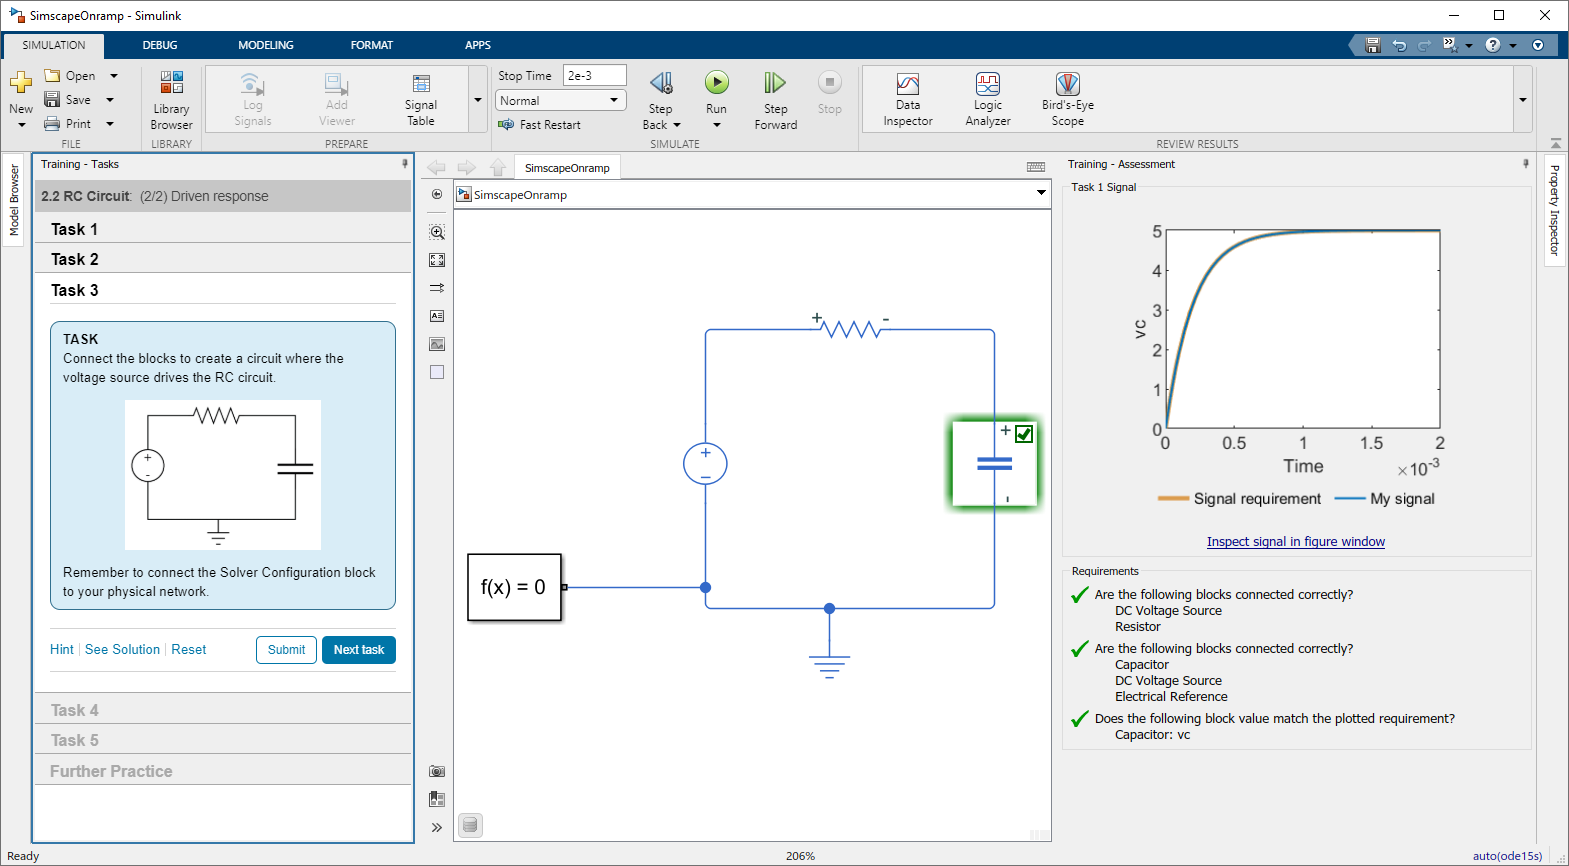 SimscapeOnramp - Simulink
SIMULATION
DEBUG
MODELING
FORMAT
APPS
New
Open
Save
Print
FILE
Library
Browser
LIBRARY
Log
Signals
Add
Viewer
Signal
Table
PREPARE
Stop Time
2e-3
Normal
Fast Restart
Step
Back
Run
Step
Forward
Stop
SIMULATE
Data
Inspector
Logic
Analyzer
Bird's-Eye
Scope
REVIEW RESULTS
Model Browser
Training - Tasks
2.2 RC Circuit: (2/2) Driven response
Task 1
Task 2
Task 3
TASK
Connect the blocks to create a circuit where the
voltage source drives the RC circuit.
+
-
Remember to connect the Solver Configuration block
to your physical network.
Hint
See Solution
Reset
Submit
Next task
Task 4
Task 5
Further Practice
SimscapeOnramp
SimscapeOnramp
+ -
+
−
+
-
f(x) = 0
Training - Assessment
Task 1 Signal
5
4
3
2
1
0
vc
0 0.5 1 1.5 2
Time
×10-3
Signal requirement
My signal
Inspect signal in figure window
Requirements
Are the following blocks connected correctly?
DC Voltage Source
Resistor
Are the following blocks connected correctly?
Capacitor
DC Voltage Source
Electrical Reference
Does the following block value match the plotted requirement?
Capacitor: vc
Property Inspector
Ready
206%
auto(ode15s)